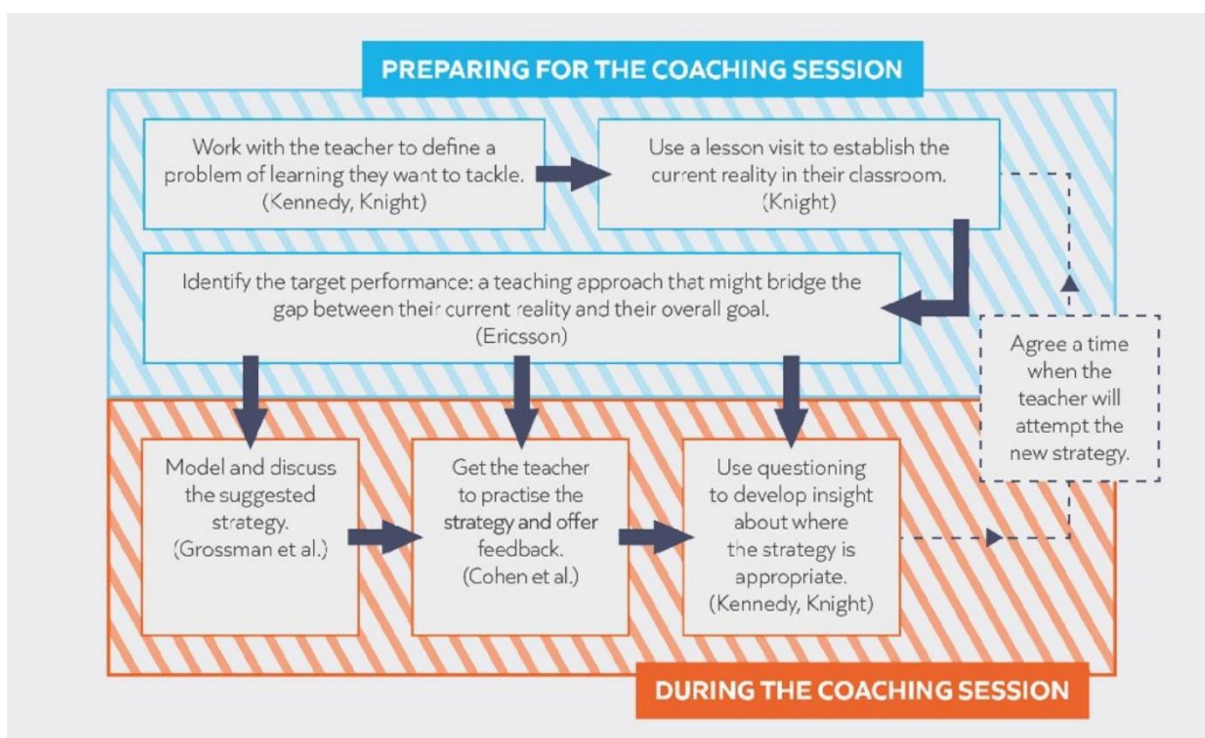 PREPARING FOR THE COACHING SESSION
Work with the teacher to define a
problem of learning they want to tackle.
(Kennedy, Knight)
Use a lesson visit to establish the
current reality in their classroom.
(Knight)
Identify the target performance: a teaching approach that might bridge the
gap between their current reality and their overall goal.
(Ericsson)
Agree a time
when the
teacher will
attempt the
new strategy.
Model and discuss
the suggested
strategy.
(Grossman et al.)
Get the teacher
to practise the
strategy and offer
feedback.
(Cohen et al.)
Use questioning
to develop insight
about where
the strategy is
appropriate.
(Kennedy, Knight)
DURING THE COACHING SESSION